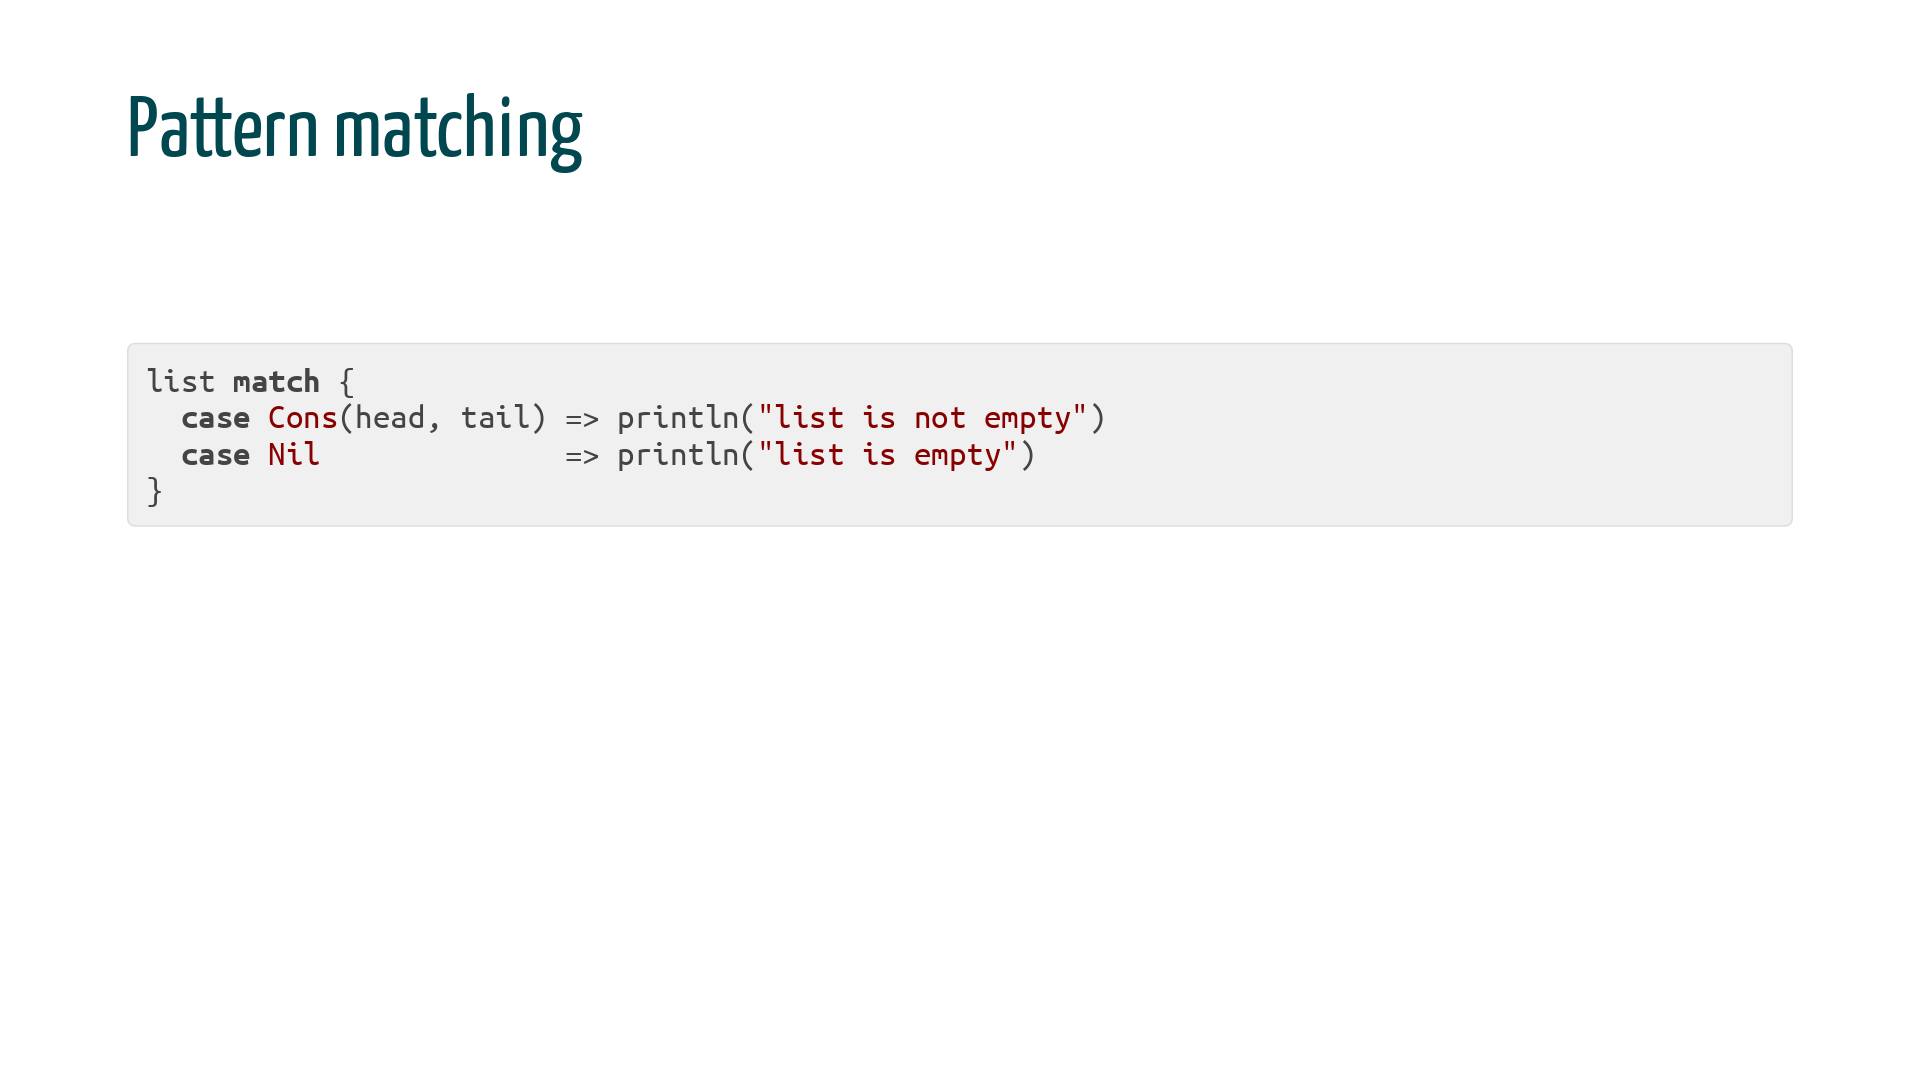 Pattern matching
list match {
  case Cons(head, tail) => println("list is not empty")
  case Nil              => println("list is empty")
}